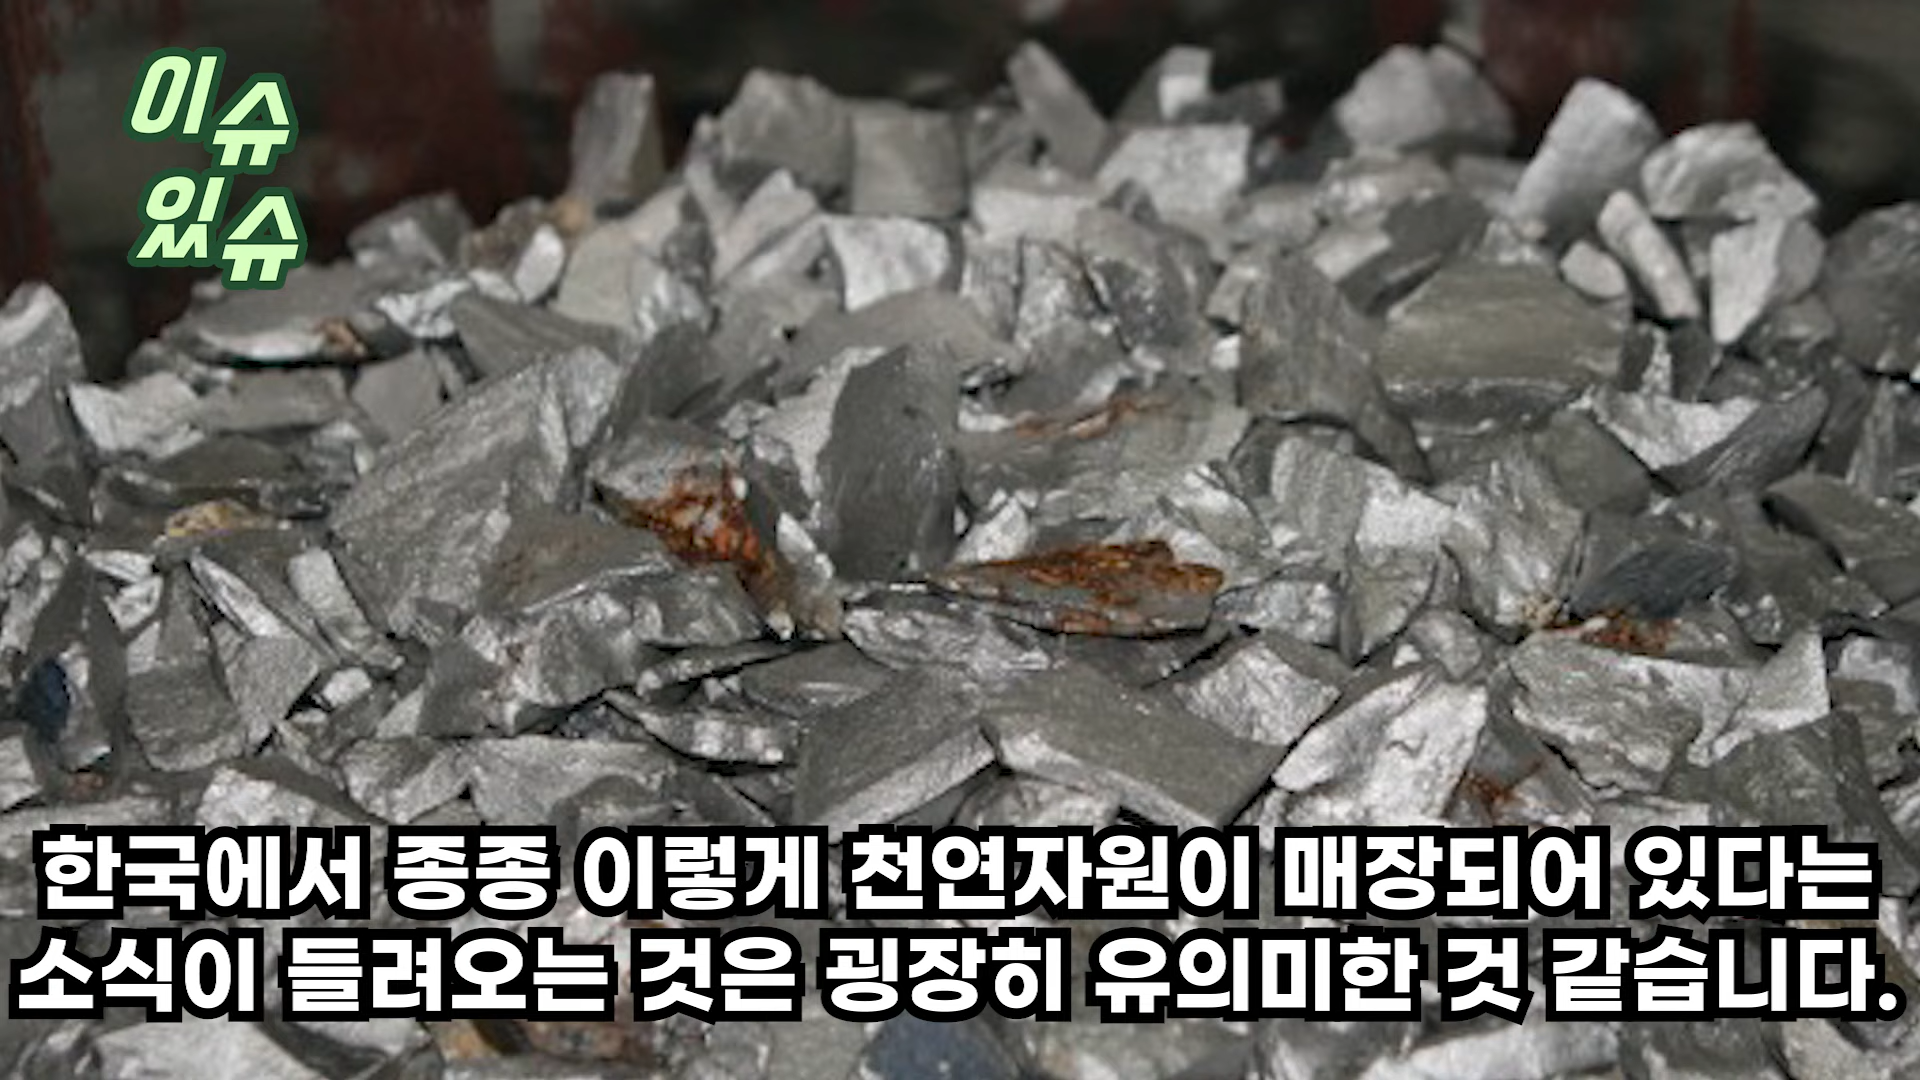 이슈
있슈
한국에서 종종 이렇게 천연자원이 매장되어 있다는
소식이 들려오는 것은 굉장히 유의미한 것 같습니다.